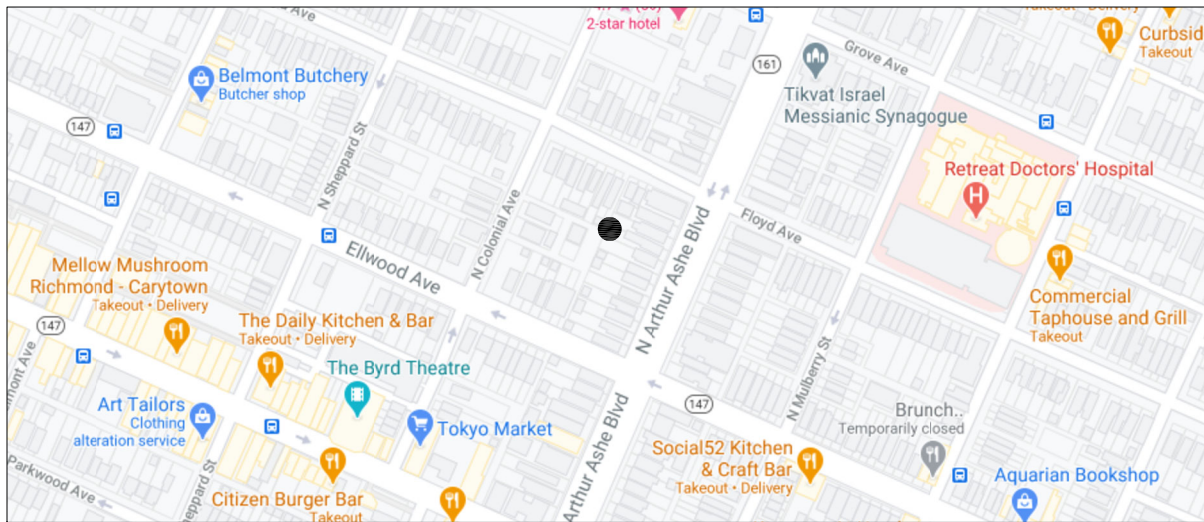 2-star hotel
Curbsid
Takeout
161
Grove Ave
Belmont Butchery
Butcher shop
Tikvat Israel
Messianic Synagogue
147
N Sheppard St
Retreat Doctors' Hospital
H
N Colonial Ave
Floyd Ave
N Arthur Ashe Blvd
Ellwood Ave
Mellow Mushroom
Richmond - Carytown
Takeout • Delivery
Commercial
Taphouse and Grill
Takeout
147
The Daily Kitchen & Bar
Takeout • Delivery
The Byrd Theatre
N Mulberry St
mont Ave
147
Art Tailors
Clothing
alteration service
Tokyo Market
Brunch..
Temporarily closed
Arthur Ashe Blvd
Social52 Kitchen
& Craft Bar
Takeout • Delivery
Parkwood Ave
heppard St
Aquarian Bookshop
Citizen Burger Bar
Takeout